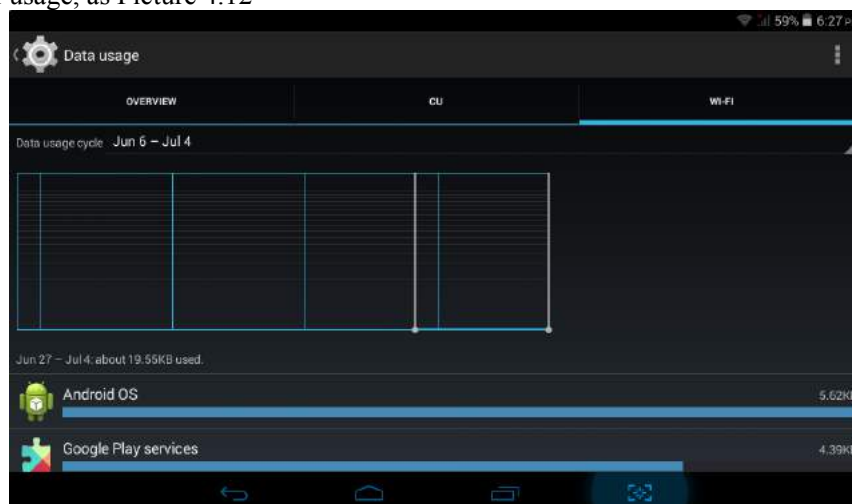 usage, as Picture 4.12
59% 6:27
Data usage
OVERVIEW CU WI-FI
Data usage cycle Jun 6 – Jul 4
Jun 27 – Jul 4: about 19.55KB used.
Android OS 5.62K
Google Play services 4.39K